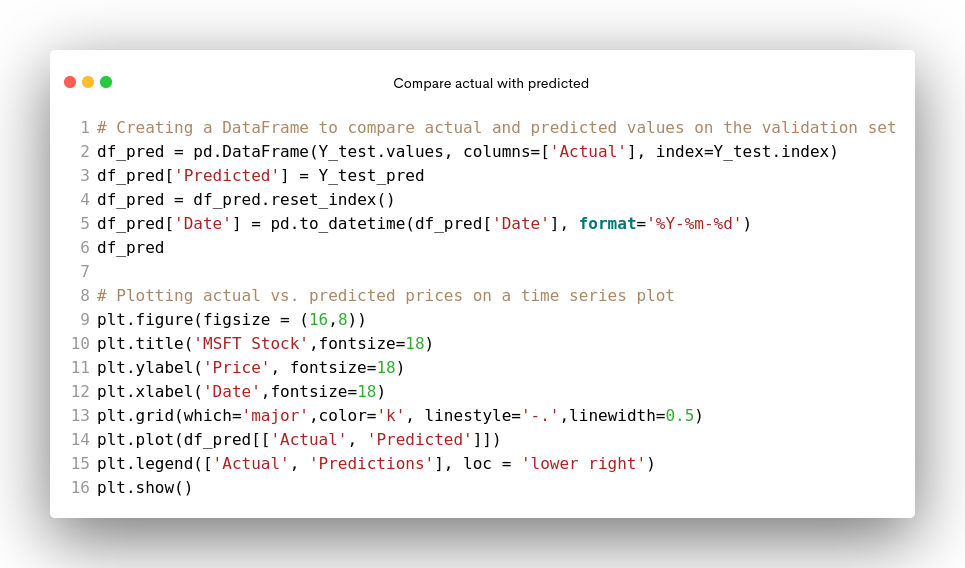 Compare actual with predicted
1 # Creating a DataFrame to compare actual and predicted values on the validation set
2 df_pred = pd.DataFrame(Y_test.values, columns=['Actual'], index=Y_test.index)
3 df_pred['Predicted'] = Y_test_pred
4 df_pred = df_pred.reset_index()
5 df_pred['Date'] = pd.to_datetime(df_pred['Date'], format='%Y-%m-%d')
6 df_pred
7
8 # Plotting actual vs. predicted prices on a time series plot
9 plt.figure(figsize = (16,8))
10 plt.title('MSFT Stock',fontsize=18)
11 plt.ylabel('Price', fontsize=18)
12 plt.xlabel('Date',fontsize=18)
13 plt.grid(which='major',color='k', linestyle='-.',linewidth=0.5)
14 plt.plot(df_pred[['Actual', 'Predicted']])
15 plt.legend(['Actual', 'Predictions'], loc = 'lower right')
16 plt.show()